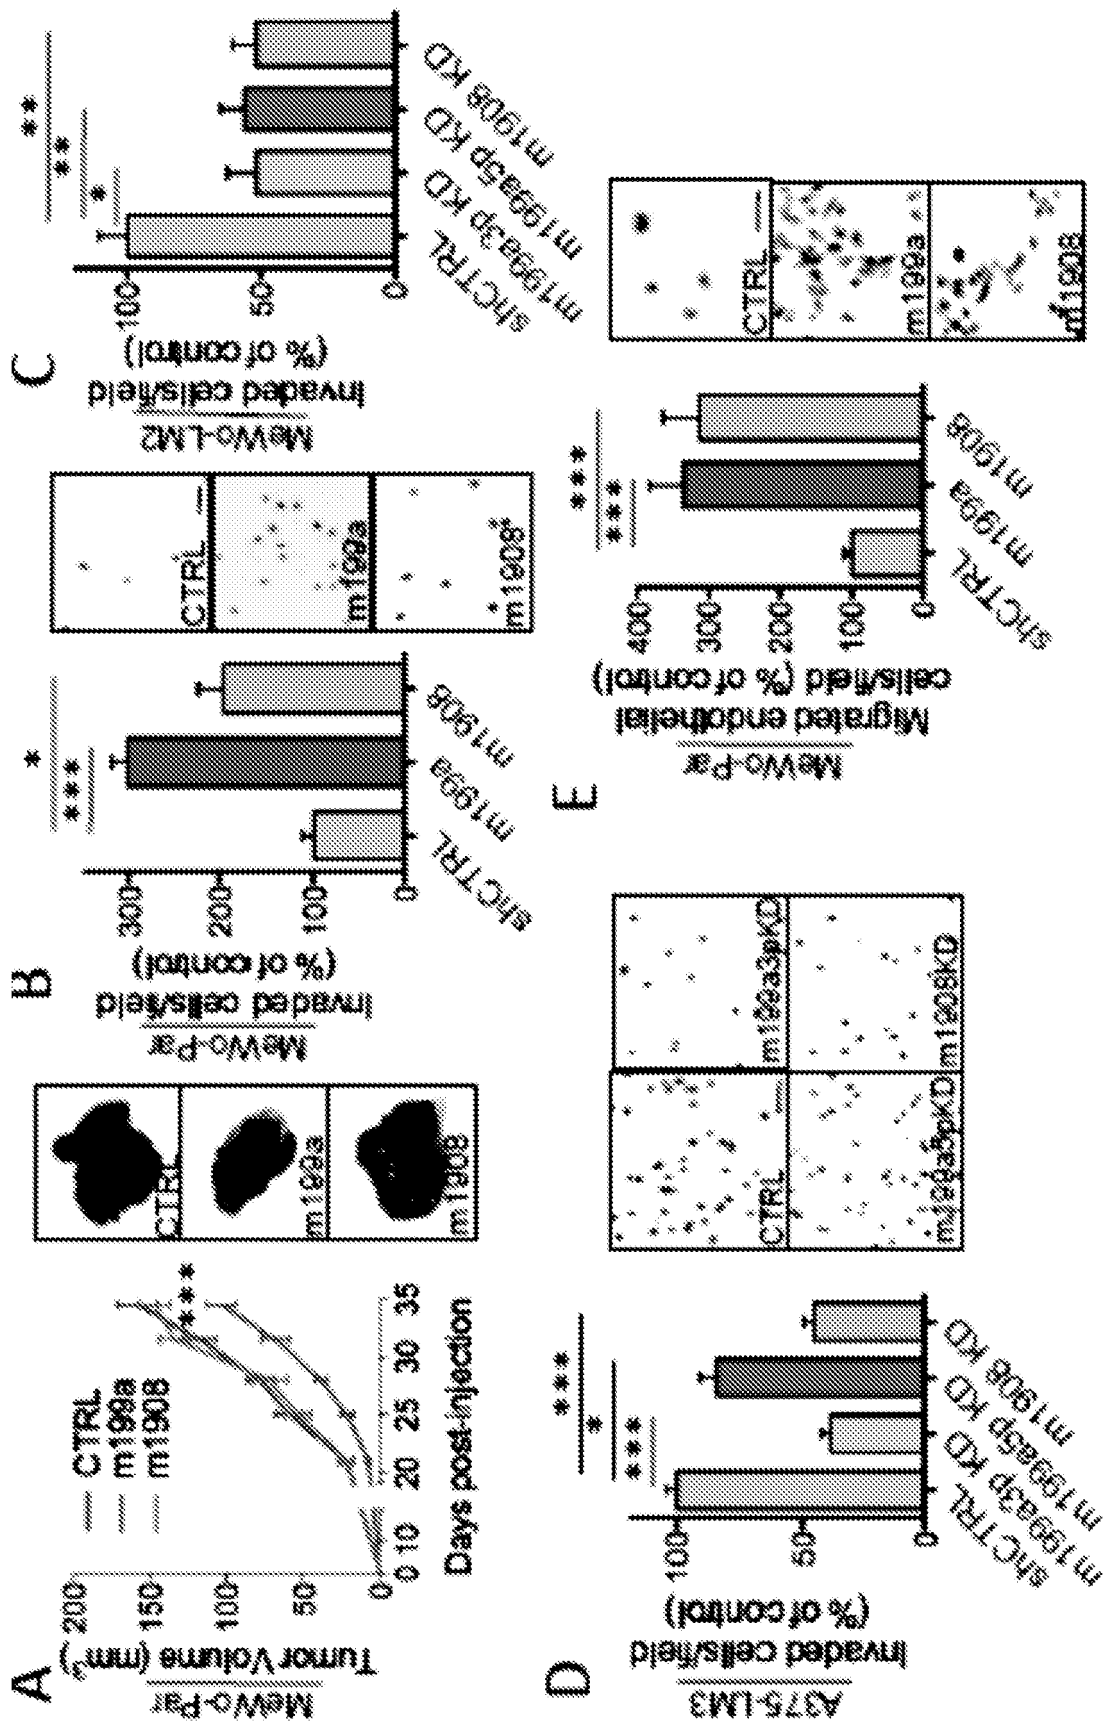 A
MeWo-Par
Tumor Volume (mm³)
200
150
100
50
0
CTRL
m199a
m1908
***
0 10 20 25 30 35
Days post-injection
CTRL
m199a
m1908
B
MeWo-Par
Invaded cells/field
(% of control)
300
200
100
0
*
***
shCTRL
m199a
m1908
CTRL
m199a
m1908
C
MeWo-LM2
Invaded cells/field
(% of control)
100
50
0
**
**
*
shCTRL
m199a3p KD
m199a5p KD
m1908 KD
D
A375-LM3
Invaded cells/field
(% of control)
100
50
0
***
*
***
shCTRL
m199a3p KD
m199a5p KD
m1908 KD
CTRL
m199a3pKD
m199a5pKD
m1908KD
E
MeWo-Par
Migrated endothelial
cells/field (% of control)
400
300
200
100
0
***
***
shCTRL
m199a
m1908
CTRL
m199a
m1908